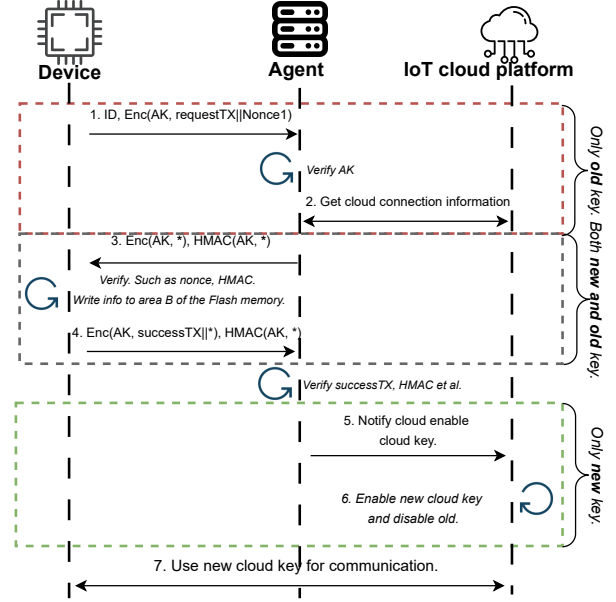 Device
Agent
IoT cloud platform
1. ID, Enc(AK, requestTX||Nonce1)
Verify AK
2. Get cloud connection information
Only old key.
3. Enc(AK, *), HMAC(AK, *)
Verify. Such as nonce, HMAC.
Write info to area B of the Flash memory.
4. Enc(AK, successTX||*), HMAC(AK, *)
Both new and old key.
Verify successTX, HMAC et al.
5. Notify cloud enable
cloud key.
6. Enable new cloud key
and disable old.
Only new key.
7. Use new cloud key for communication.